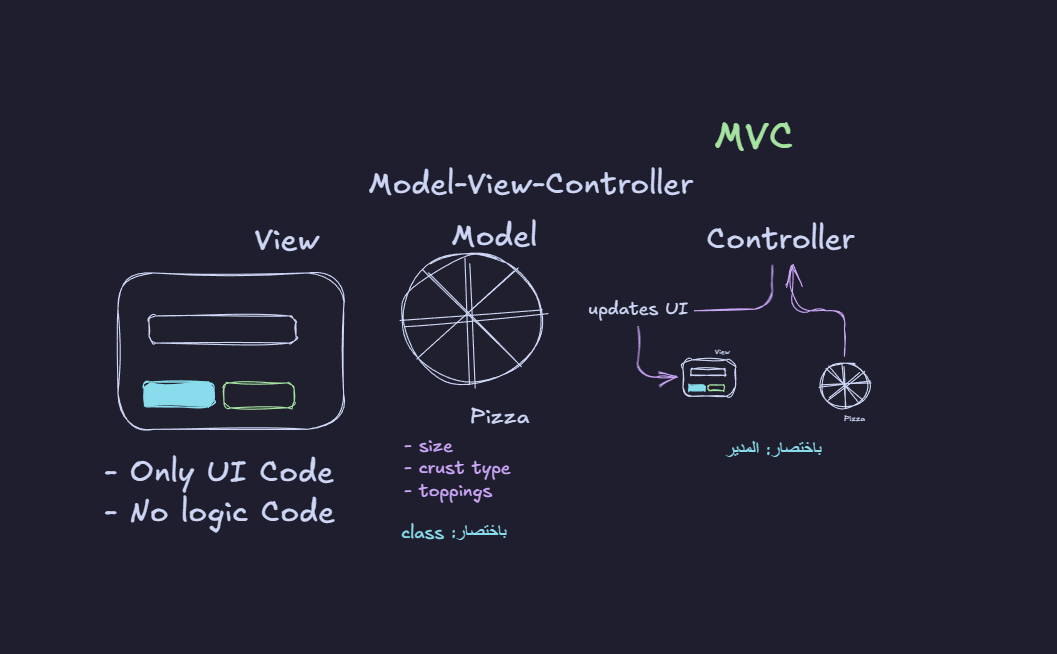 MVC
Model-View-Controller
View
- Only UI Code
- No logic Code
Model
Pizza
- size
- crust type
- toppings
باختصار: class
Controller
updates UI
View
Pizza
باختصار: المدير